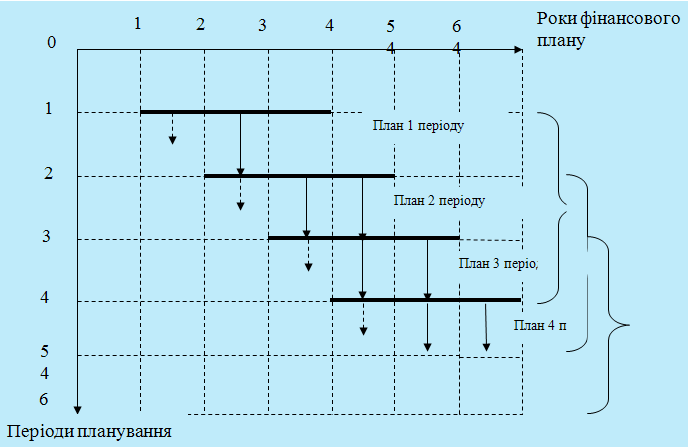 1 2 3 4 5 6 Роки фінансового
4 4 плану
0
1
План 1 періоду
2
План 2 періоду
3
План 3 періо
4
План 4 п
5
4
6
Періоди планування